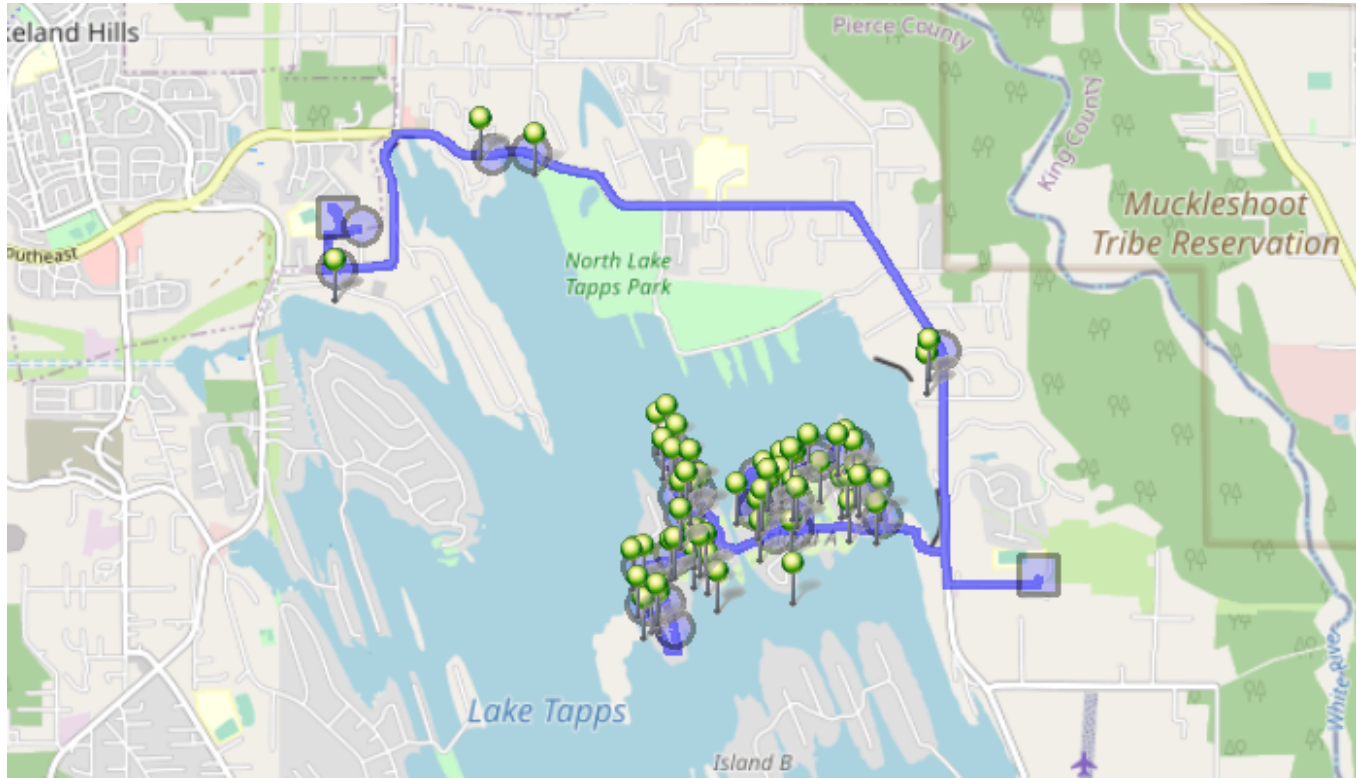 keland Hills
Pierce County
King County
Muckleshoot
Tribe Reservation
outheast
North Lake
Tapps Park
Lake Tapps
White River
Island B